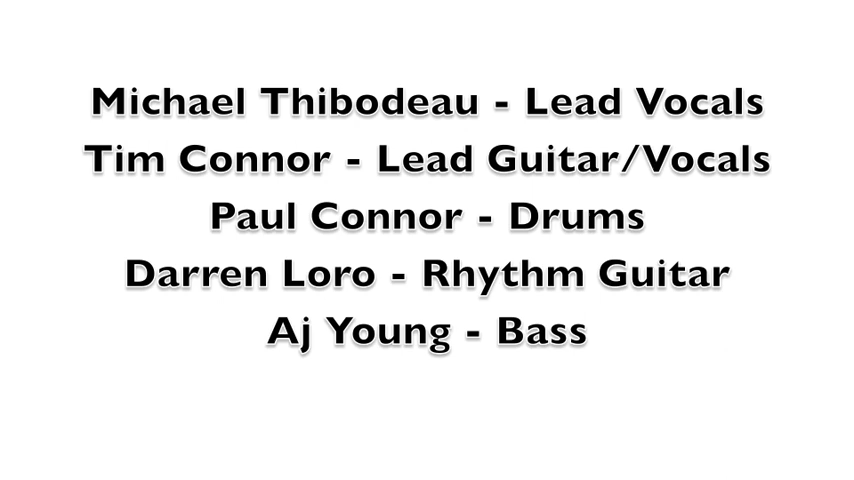 Michael Thibodeau - Lead Vocals
Tim Connor - Lead Guitar/Vocals
Paul Connor - Drums
Darren Loro - Rhythm Guitar
Aj Young - Bass